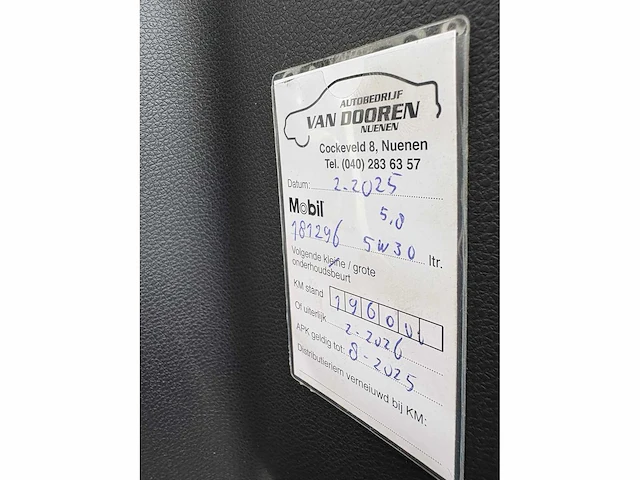 AUTOBEDRIJF
VAN DOOREN
NUENEN
Cockeveld 8, Nuenen
Tel. (040) 283 63 57
Datum: 2-2025
Mobil 5,8
181296 5W30 ltr.
Volgende kleine / grote
onderhoudsbeurt
KM stand 19600
Of uiterlijk 2-2026
APK geldig tot: 8-2025
Distributieriem vernieuwd bij KM: